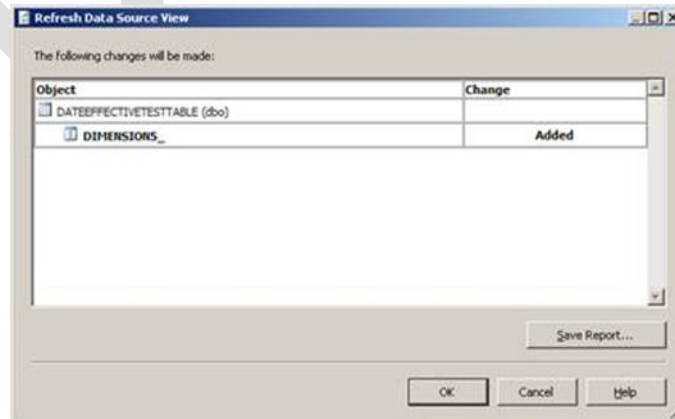 Refresh Data Source View
The following changes will be made:
Object Change
DATEEFFECTIVETESTTABLE (dbo)
DIMENSION5_ Added
Save Report...
OK Cancel Help